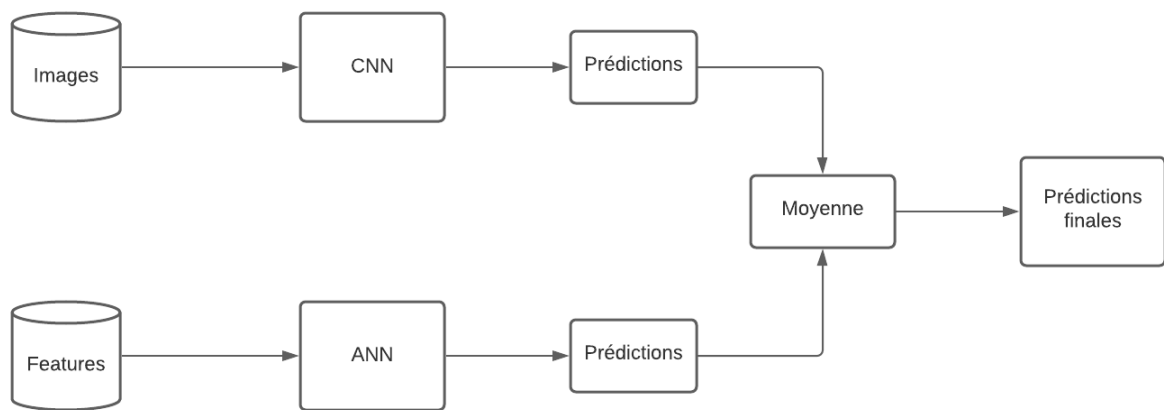 Images
CNN
Prédictions
Moyenne
Prédictions
finales
Features
ANN
Prédictions